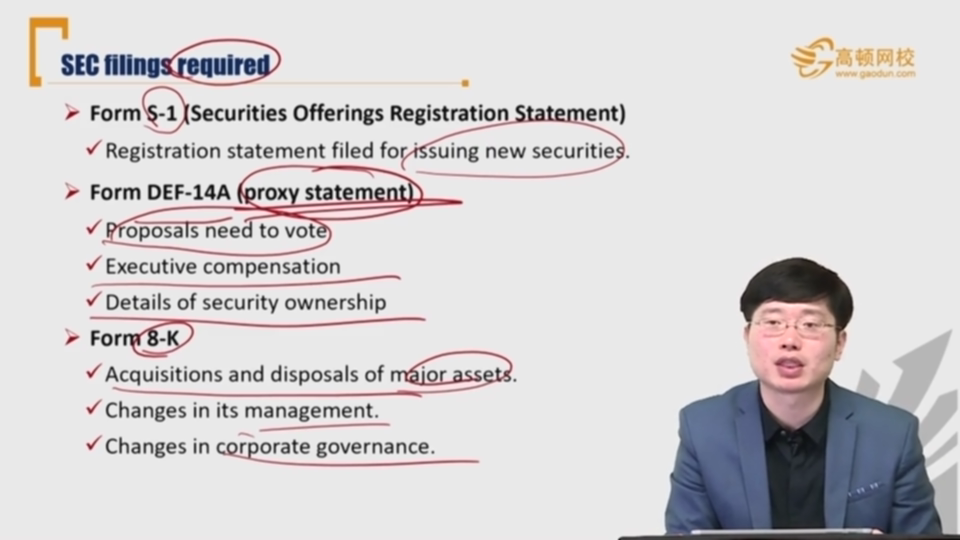 SEC filings required
高顿网校
www.gaodun.com
Form S-1 (Securities Offerings Registration Statement)
Registration statement filed for issuing new securities.
Form DEF-14A (proxy statement)
Proposals need to vote
Executive compensation
Details of security ownership
Form 8-K
Acquisitions and disposals of major assets.
Changes in its management.
Changes in corporate governance.